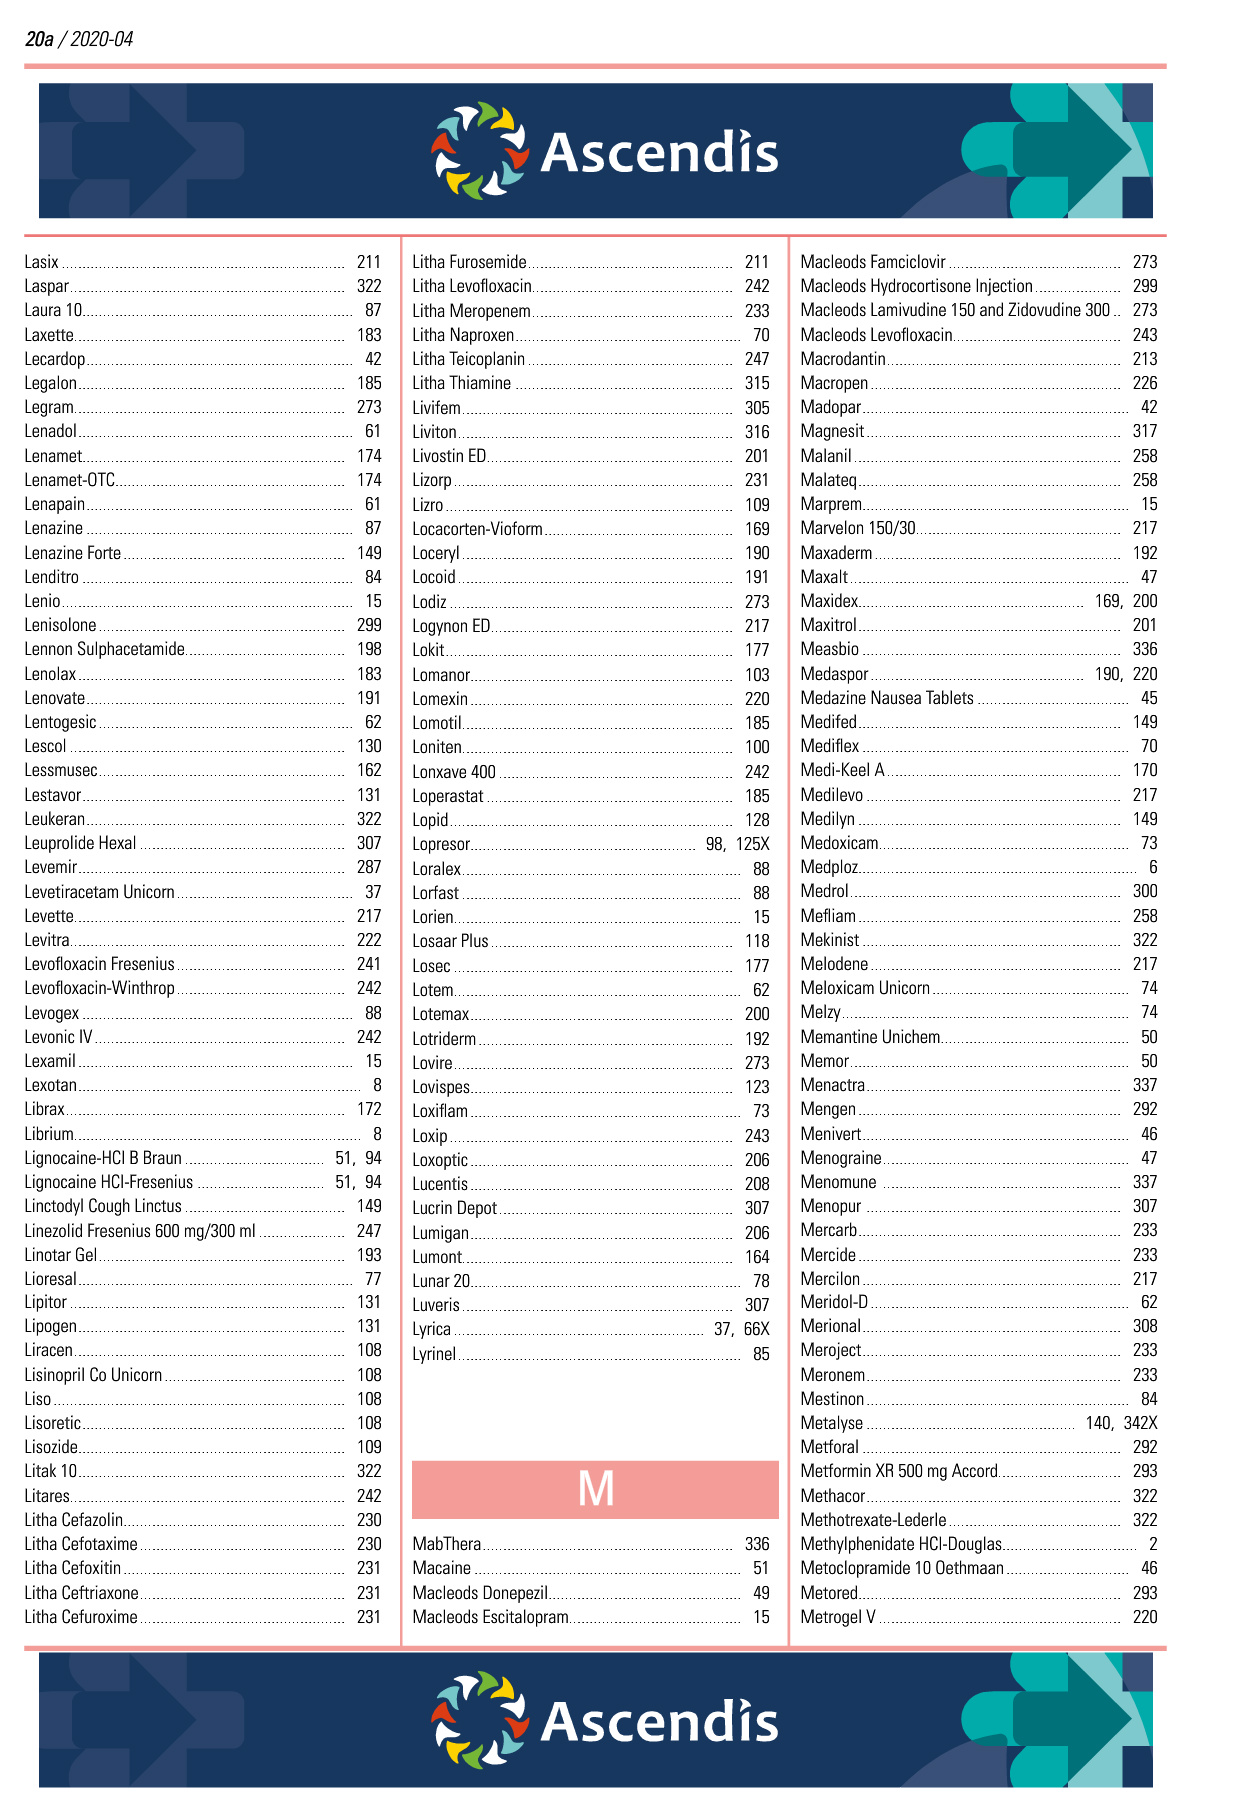 20a / 2020-04
Ascendis
Lasix 211
Laspar 322
Laura 10 87
Laxette 183
Lecardop 42
Legalon 185
Legram 273
Lenadol 61
Lenamet 174
Lenamet-OTC 174
Lenapain 61
Lenazine 87
Lenazine Forte 149
Lenditro 84
Lenio 15
Lenisolone 299
Lennon Sulphacetamide 198
Lenolax 183
Lenovate 191
Lentogesic 62
Lescol 130
Lessmusec 162
Lestavor 131
Leukeran 322
Leuprolide Hexal 307
Levemir 287
Levetiracetam Unicorn 37
Levette 217
Levitra 222
Levofloxacin Fresenius 241
Levofloxacin-Winthrop 242
Levogex 88
Levonic IV 242
Lexamil 15
Lexotan 8
Librax 172
Librium 8
Lignocaine-HCl B Braun 51, 94
Lignocaine HCl-Fresenius 51, 94
Linctodyl Cough Linctus 149
Linezolid Fresenius 600 mg/300 ml 247
Linotar Gel 193
Lioresal 77
Lipitor 131
Lipogen 131
Liracen 108
Lisinopril Co Unicorn 108
Liso 108
Lisoretic 108
Lisozide 109
Litak 10 322
Litares 242
Litha Cefazolin 230
Litha Cefotaxime 230
Litha Cefoxitin 231
Litha Ceftriaxone 231
Litha Cefuroxime 231
Litha Furosemide 211
Litha Levofloxacin 242
Litha Meropenem 233
Litha Naproxen 70
Litha Teicoplanin 247
Litha Thiamine 315
Livifem 305
Liviton 316
Livostin ED 201
Lizorp 231
Lizro 109
Locacorten-Vioform 169
Loceryl 190
Locoid 191
Lodiz 273
Logynon ED 217
Lokit 177
Lomanor 103
Lomexin 220
Lomotil 185
Loniten 100
Lonxave 400 242
Loperastat 185
Lopid 128
Lopresor 98, 125X
Loralex 88
Lorfast 88
Lorien 15
Losaar Plus 118
Losec 177
Lotem 62
Lotemax 200
Lotriderm 192
Lovire 273
Lovispes 123
Loxiflam 73
Loxip 243
Loxoptic 206
Lucentis 208
Lucrin Depot 307
Lumigan 206
Lumont 164
Lunar 20 78
Luveris 307
Lyrica 37, 66X
Lyrinel 85
M
MabThera 336
Macaine 51
Macleods Donepezil 49
Macleods Escitalopram 15
Macleods Famciclovir 273
Macleods Hydrocortisone Injection 299
Macleods Lamivudine 150 and Zidovudine 300 273
Macleods Levofloxacin 243
Macrodantin 213
Macropen 226
Madopar 42
Magnesit 317
Malanil 258
Malateq 258
Marprem 15
Marvelon 150/30 217
Maxaderm 192
Maxalt 47
Maxidex 169, 200
Maxitrol 201
Measbio 336
Medaspor 190, 220
Medazine Nausea Tablets 45
Medifed 149
Mediflex 70
Medi-Keel A 170
Medilevo 217
Medilyn 149
Medoxicam 73
Medploz 6
Medrol 300
Mefliam 258
Mekinist 322
Melodene 217
Meloxicam Unicorn 74
Melzy 74
Memantine Unichem 50
Memor 50
Menactra 337
Mengen 292
Menivert 46
Menograine 47
Menomune 337
Menopur 307
Mercarb 233
Mercide 233
Mercilon 217
Meridol-D 62
Merional 308
Meroject 233
Meronem 233
Mestinon 84
Metalyse 140, 342X
Metforal 292
Metformin XR 500 mg Accord 293
Methacor 322
Methotrexate-Lederle 322
Methylphenidate HCl-Douglas 2
Metoclopramide 10 Oethmaan 46
Metored 293
Metrogel V 220
Ascendis